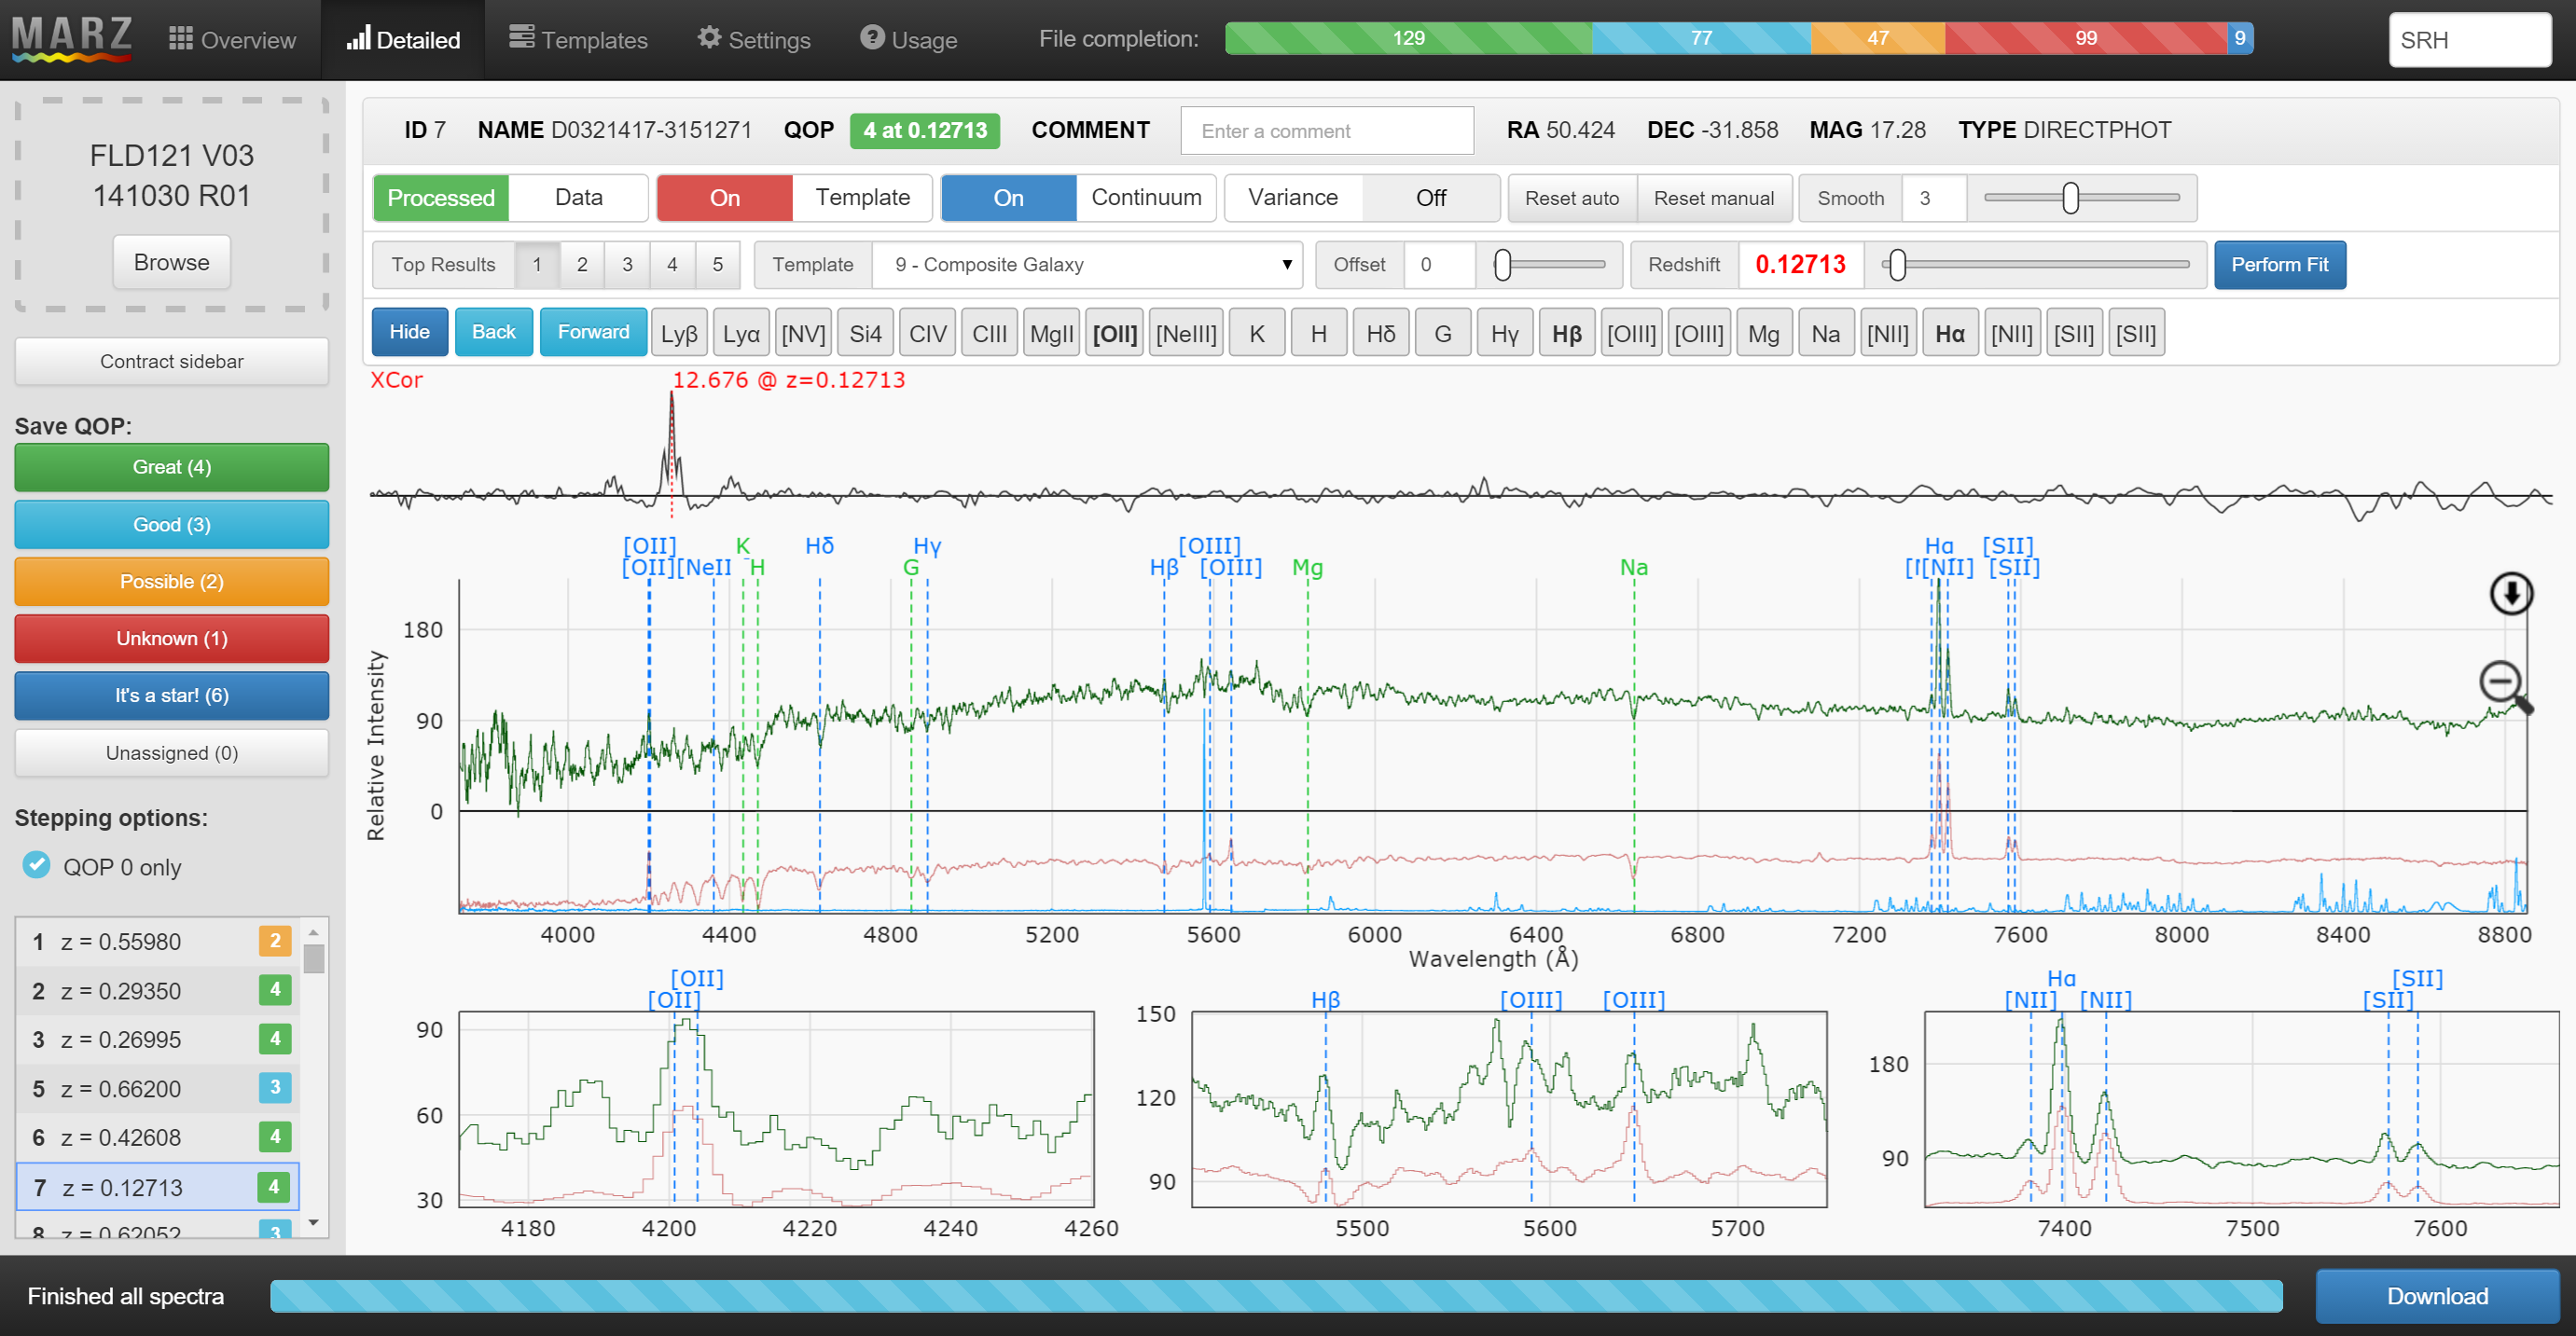 MARZ Overview Detailed Templates Settings Usage File completion: 129 77 47 99 9 SRH
FLD121 V03
141030 R01
Browse
Contract sidebar
Save QOP:
Great (4)
Good (3)
Possible (2)
Unknown (1)
It's a star! (6)
Unassigned (0)
Stepping options:
QOP 0 only
1 z = 0.55980 2
2 z = 0.29350 4
3 z = 0.26995 4
5 z = 0.66200 3
6 z = 0.42608 4
7 z = 0.12713 4
8 z = 0.62052 3
ID 7 NAME D0321417-3151271 QOP 4 at 0.12713 COMMENT Enter a comment RA 50.424 DEC -31.858 MAG 17.28 TYPE DIRECTPHOT
Processed Data On Template On Continuum Variance Off Reset auto Reset manual Smooth 3
Top Results 1 2 3 4 5 Template 9 - Composite Galaxy Offset 0 Redshift 0.12713 Perform Fit
Hide Back Forward Lyβ Lyα [NV] Si4 CIV CIII MgII [OII] [NeIII] K H Hδ G Hγ Hβ [OIII] [OIII] Mg Na [NII] Hα [NII] [SII] [SII]
XCor 12.676 @ z=0.12713
[OII] K Hδ Hγ [OIII] Hα [SII]
[OII] [NeII H G Hβ [OIII] Mg Na [NII] [SII]
Relative Intensity
180
90
0
4000 4400 4800 5200 5600 6000 6400 6800 7200 7600 8000 8400 8800
Wavelength (Å)
[OII]
[OII]
90
60
30
4180 4200 4220 4240 4260
Hβ [OIII] [OIII]
150
120
90
5500 5600 5700
Hα [SII]
[NII] [NII] [SII]
180
90
7400 7500 7600
Finished all spectra Download